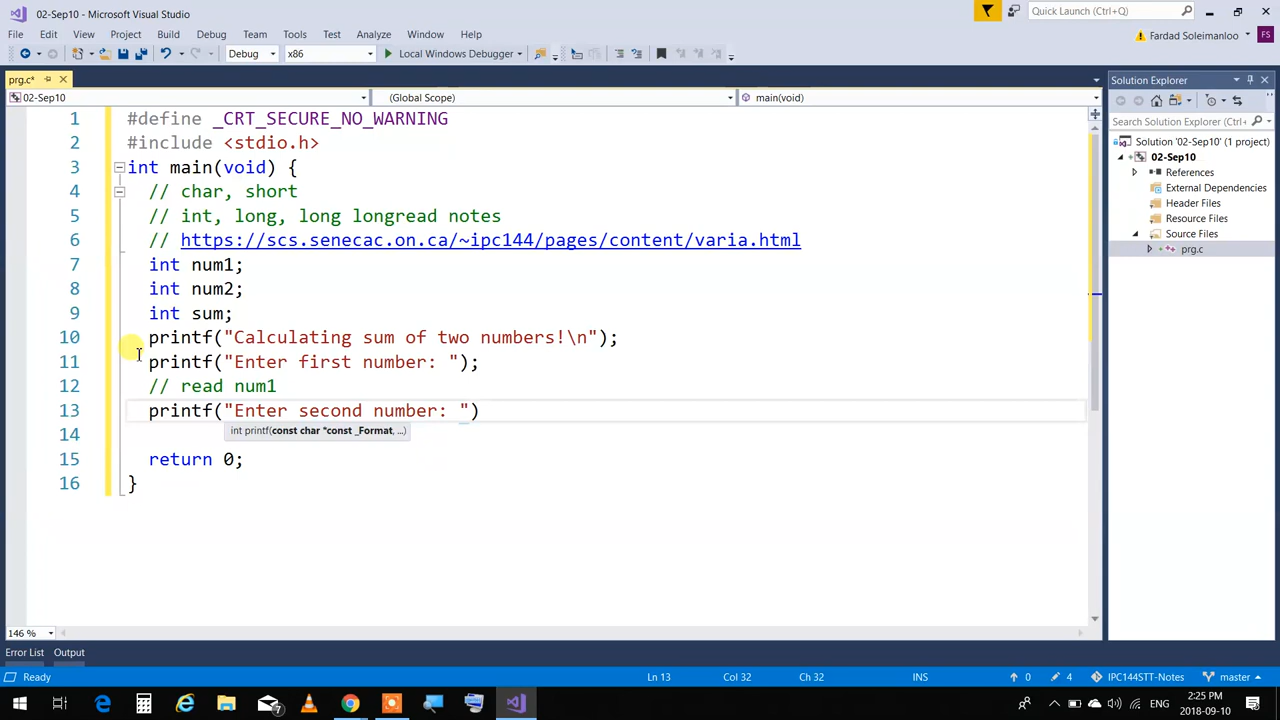 02-Sep10 - Microsoft Visual Studio
Quick Launch (Ctrl+Q)
File Edit View Project Build Debug Team Tools Test Analyze Window Help
Fardad Soleimanloo
FS
Debug x86 Local Windows Debugger
prg.c*
02-Sep10 (Global Scope) main(void)
1 #define _CRT_SECURE_NO_WARNING
2 #include <stdio.h>
3 int main(void) {
4 // char, short
5 // int, long, long longread notes
6 // https://scs.senecac.on.ca/~ipc144/pages/content/varia.html
7 int num1;
8 int num2;
9 int sum;
10 printf("Calculating sum of two numbers!\n");
11 printf("Enter first number: ");
12 // read num1
13 printf("Enter second number: ")
int printf(const char *const _Format, ...)
14
15 return 0;
16 }
146 %
Solution Explorer
Search Solution Explorer (Ctrl+
Solution '02-Sep10' (1 project)
02-Sep10
References
External Dependencies
Header Files
Resource Files
Source Files
prg.c
Error List Output
Ready Ln 13 Col 32 Ch 32 INS 0 4 IPC144STT-Notes master
7
ENG
2:25 PM
2018-09-10